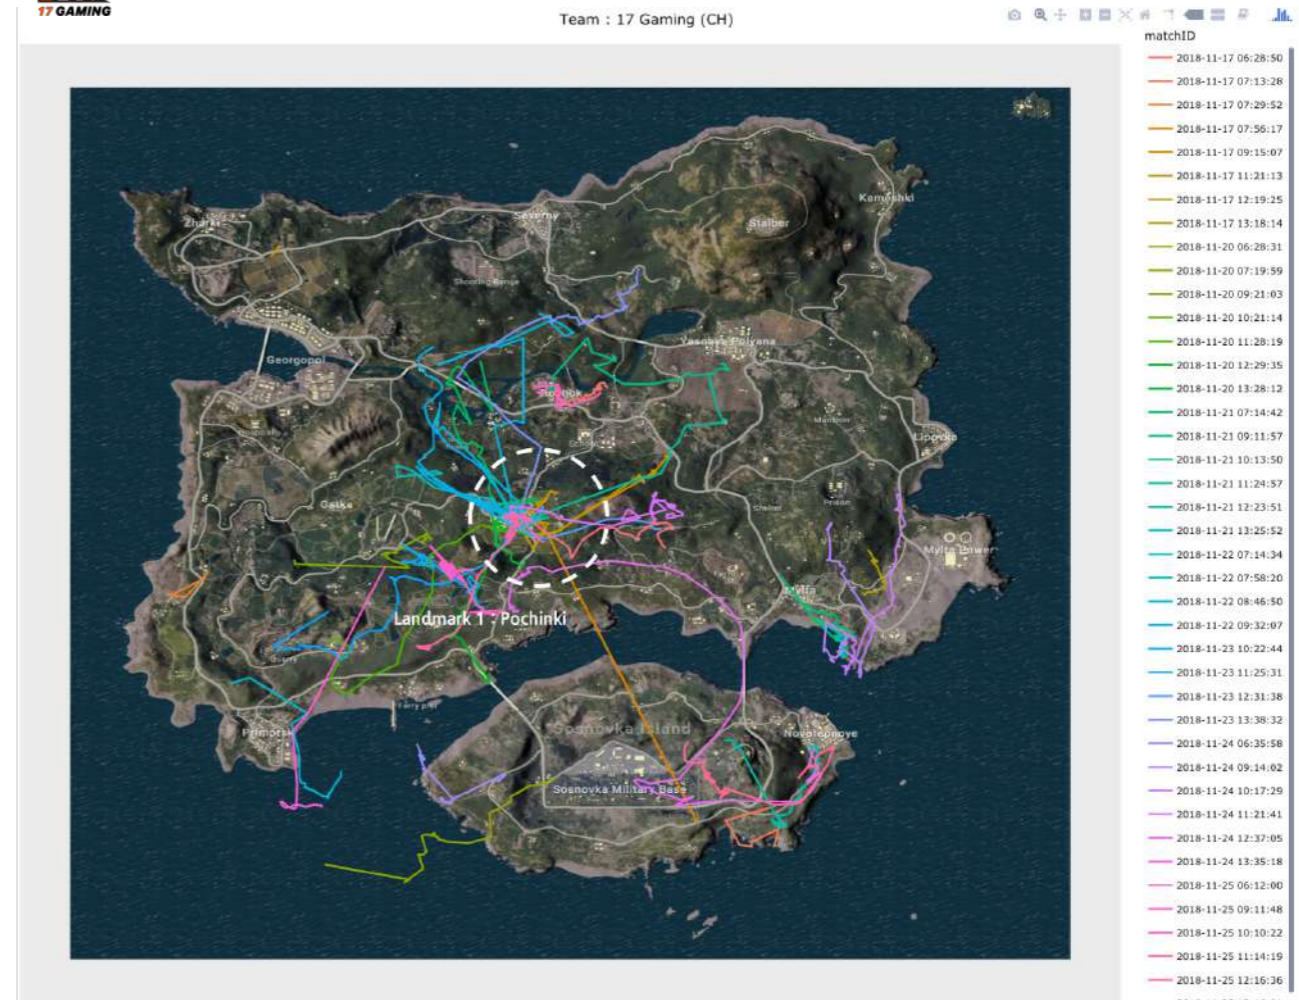 17 GAMING
Team : 17 Gaming (CH)
matchID
2018-11-17 06:28:50
2018-11-17 07:13:28
2018-11-17 07:29:52
2018-11-17 07:56:17
2018-11-17 09:15:07
2018-11-17 11:21:13
2018-11-17 12:19:25
2018-11-17 13:18:14
2018-11-20 06:28:31
2018-11-20 07:19:59
2018-11-20 09:21:03
2018-11-20 10:21:14
2018-11-20 11:28:19
2018-11-20 12:29:35
2018-11-20 13:28:12
2018-11-21 07:14:42
2018-11-21 09:11:57
2018-11-21 10:13:50
2018-11-21 11:24:57
2018-11-21 12:23:51
2018-11-21 13:25:52
2018-11-22 07:14:34
2018-11-22 07:58:20
2018-11-22 08:46:50
2018-11-22 09:32:07
2018-11-23 10:22:44
2018-11-23 11:25:31
2018-11-23 12:31:38
2018-11-23 13:38:32
2018-11-24 06:35:58
2018-11-24 09:14:02
2018-11-24 10:17:29
2018-11-24 11:21:41
2018-11-24 12:37:05
2018-11-24 13:35:18
2018-11-25 06:12:00
2018-11-25 09:11:48
2018-11-25 10:10:22
2018-11-25 11:14:19
2018-11-25 12:16:36
Zharki
Severny
Stalber
Kameshki
Shooting Range
Georgopol
Yasnaya Polyana
Rozhok
Mansion
Lipovka
Gatka
Prison
Shelter
Mylta Power
Mylta
Landmark 1 : Pochinki
Quarry
Ferry pier
Primorsk
Sosnovka Island
Novorepnoye
Sosnovka Military Base